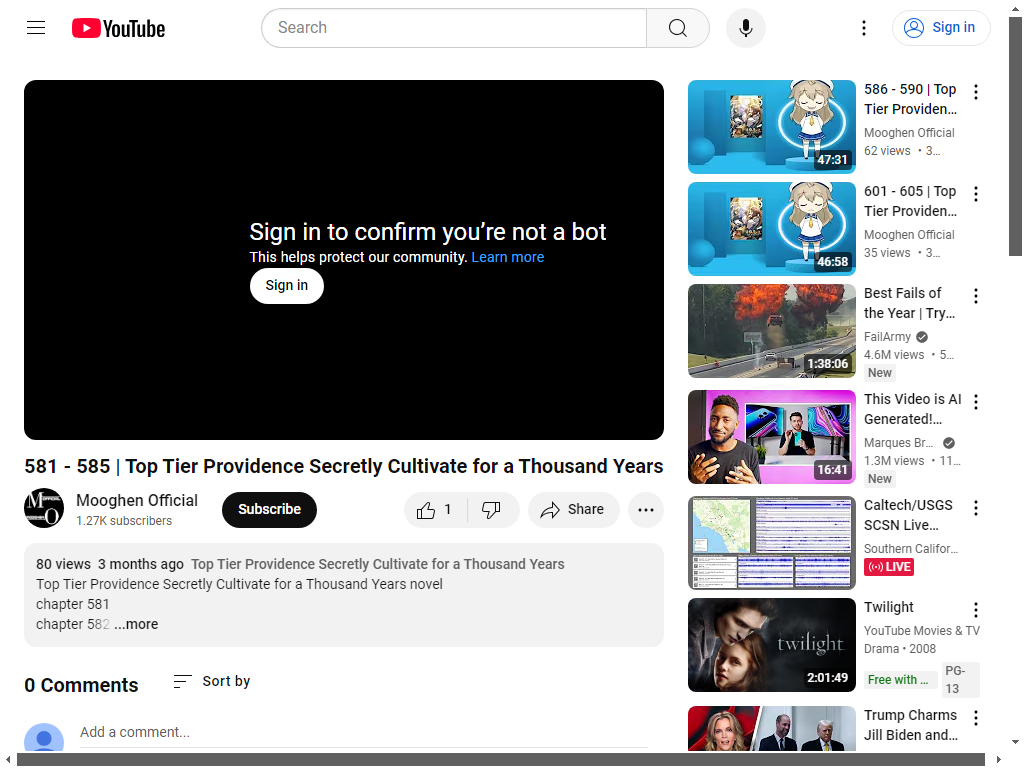 YouTube
Search
Sign in
Sign in to confirm you’re not a bot
This helps protect our community. Learn more
Sign in
581 - 585 | Top Tier Providence Secretly Cultivate for a Thousand Years
Mooghen Official
1.27K subscribers
Subscribe
1
Share
80 views 3 months ago Top Tier Providence Secretly Cultivate for a Thousand Years
Top Tier Providence Secretly Cultivate for a Thousand Years novel
chapter 581
chapter 582 ...more
0 Comments
Sort by
Add a comment...
47:31
586 - 590 | Top
Tier Providen...
Mooghen Official
62 views • 3...
46:58
601 - 605 | Top
Tier Providen...
Mooghen Official
35 views • 3...
1:38:06
Best Fails of
the Year | Try...
FailArmy
4.6M views • 5...
New
16:41
This Video is AI
Generated!...
Marques Br...
1.3M views • 11...
New
Caltech/USGS
SCSN Live...
Southern Califor...
LIVE
twilight
2:01:49
Twilight
YouTube Movies & TV
Drama • 2008
Free with ...
PG-
13
Trump Charms
Jill Biden and...